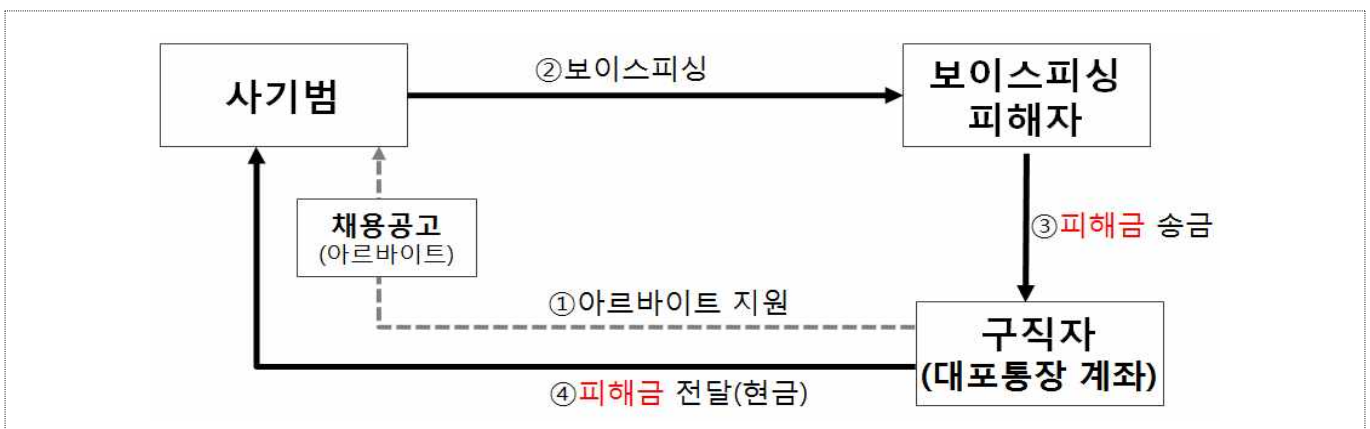 사기범
②보이스피싱
보이스피싱
피해자
채용공고
(아르바이트)
③피해금 송금
①아르바이트 지원
구직자
(대포통장 계좌)
④피해금 전달(현금)